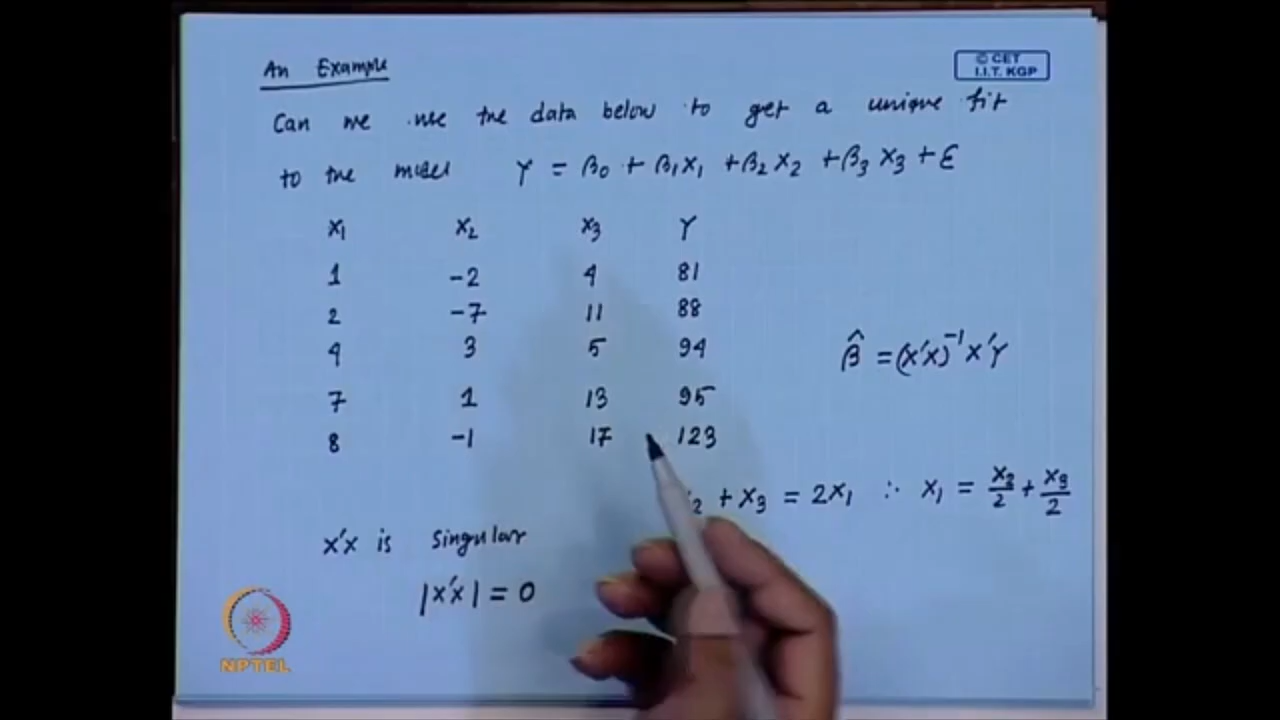 An Example
© CET
I.I.T. KGP
Can we use the data below to get a unique fit
to the model Y = β0 + β1X1 + β2X2 + β3X3 + ε
X1 X2 X3 Y
1 -2 4 81
2 -7 11 88
4 3 5 94
7 1 13 95
8 -1 17 123
β̂ = (X'X)⁻¹X'Y
2 + X3 = 2X1 ∴ X1 = X2/2 + X3/2
X'X is singular
|X'X| = 0
NPTEL